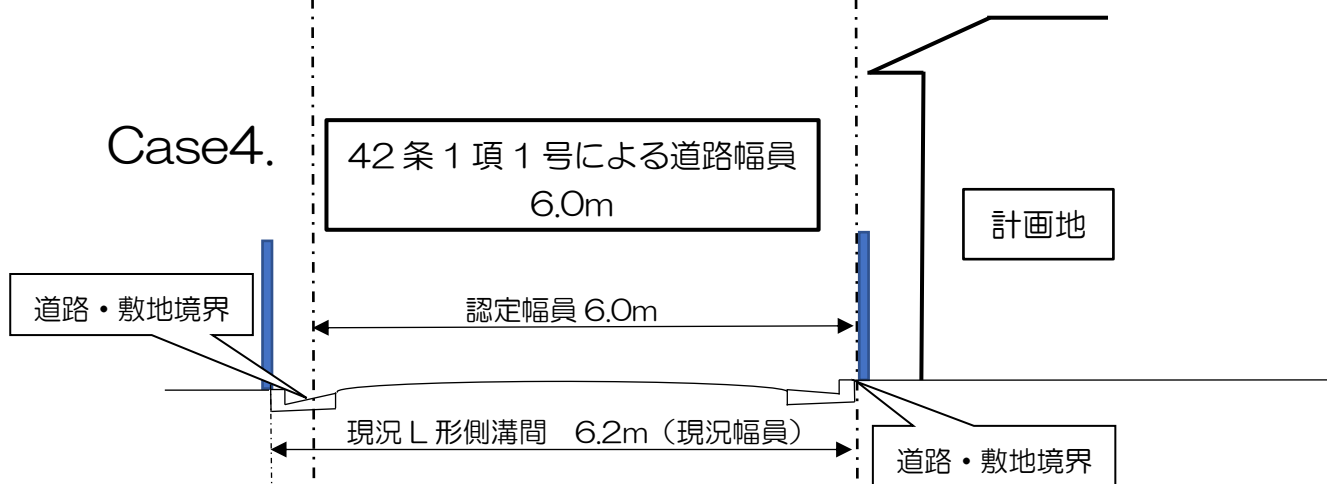 Case4.
42条1項1号による道路幅員
6.0m
計画地
道路・敷地境界
認定幅員6.0m
現況L形側溝間 6.2m(現況幅員)
道路・敷地境界